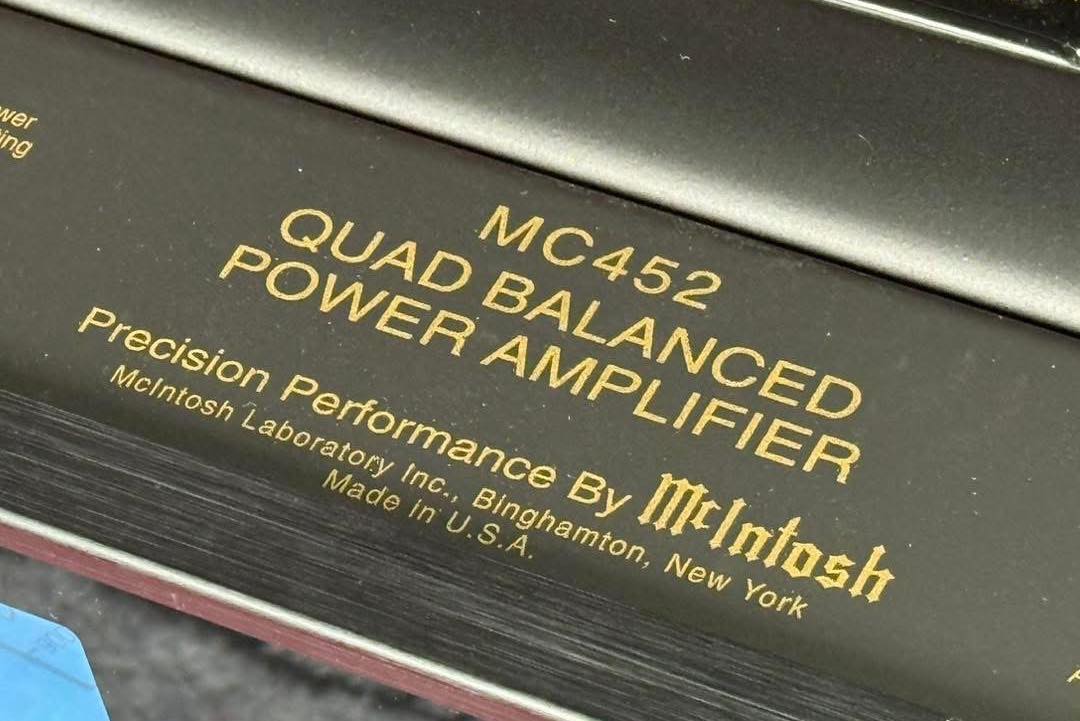 MC452
QUAD BALANCED
POWER AMPLIFIER
Precision Performance By McIntosh
McIntosh Laboratory Inc., Binghamton, New York
Made in U.S.A.